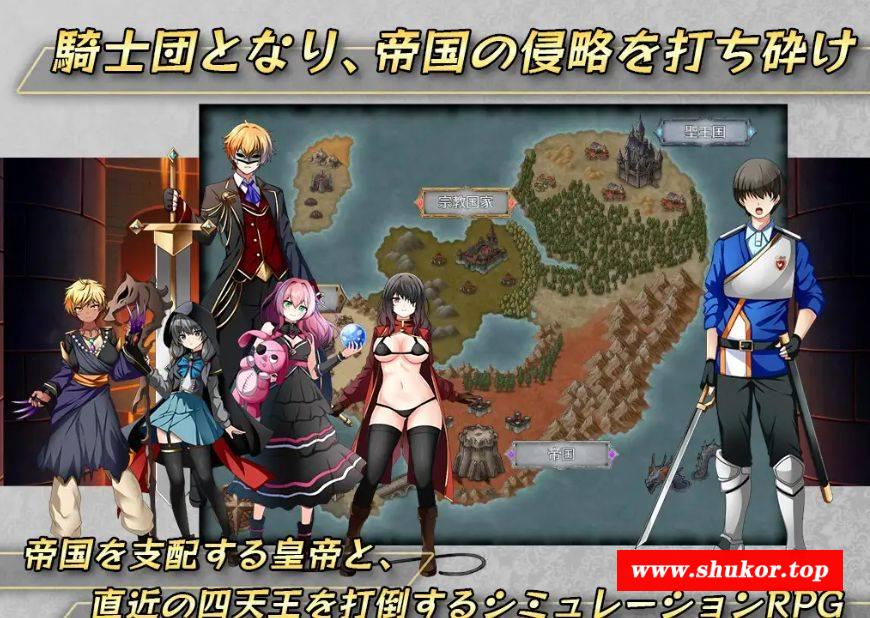 騎士団となり、帝国の侵略を打ち砕け
聖王国
宗教国家
帝国
帝国を支配する皇帝と、
www.shukor.top
直近の四天王を打倒するシミュレーションRPG